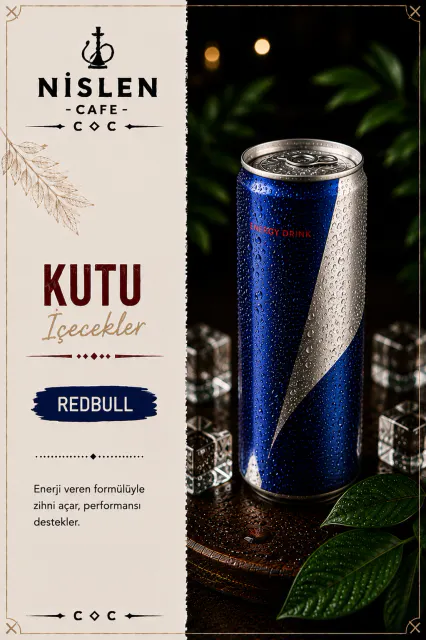 NİSLEN
-CAFE-
C ◇ C
KUTU
İçecekler
REDBULL
Enerji veren formülüyle
zihni açar, performansı
destekler.
C ◇ C
ENERGY DRINK